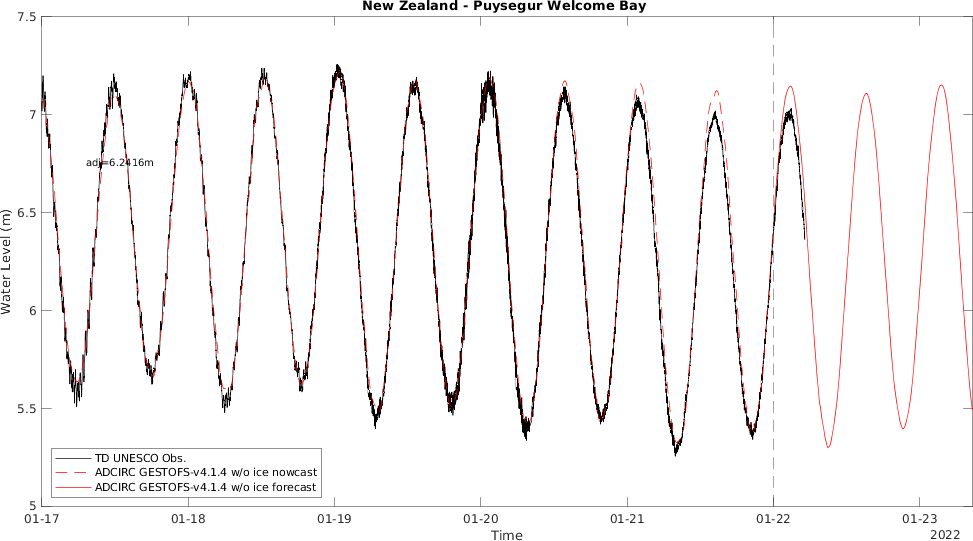 New Zealand - Puysegur Welcome Bay
7.5
7
adj=6.2416m
6.5
Water Level (m)
6
5.5
TD UNESCO Obs.
ADCIRC GESTOFS-v4.1.4 w/o ice nowcast
ADCIRC GESTOFS-v4.1.4 w/o ice forecast
5
01-17 01-18 01-19 01-20 01-21 01-22 01-23
Time
2022